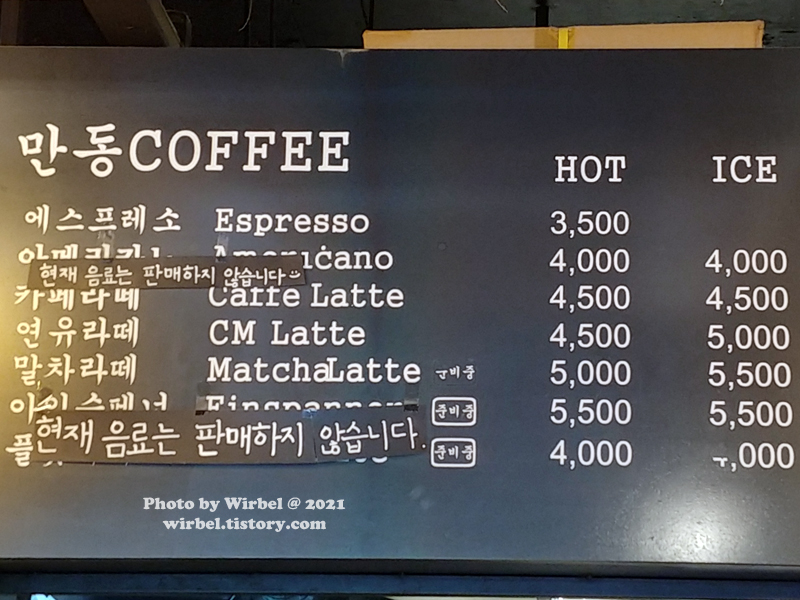 만동COFFEE HOT ICE
에스프레소 Espresso 3,500
Americano 4,000 4,000
현재 음료는 판매하지 않습니다
카페라떼 Caffe Latte 4,500 4,500
연유라떼 CM Latte 4,500 5,000
말차라떼 MatchaLatte 준비중 5,000 5,500
준비중 5,500 5,500
현재 음료는 판매하지 않습니다.
준비중 4,000
Photo by Wirbel @ 2021
wirbel.tistory.com